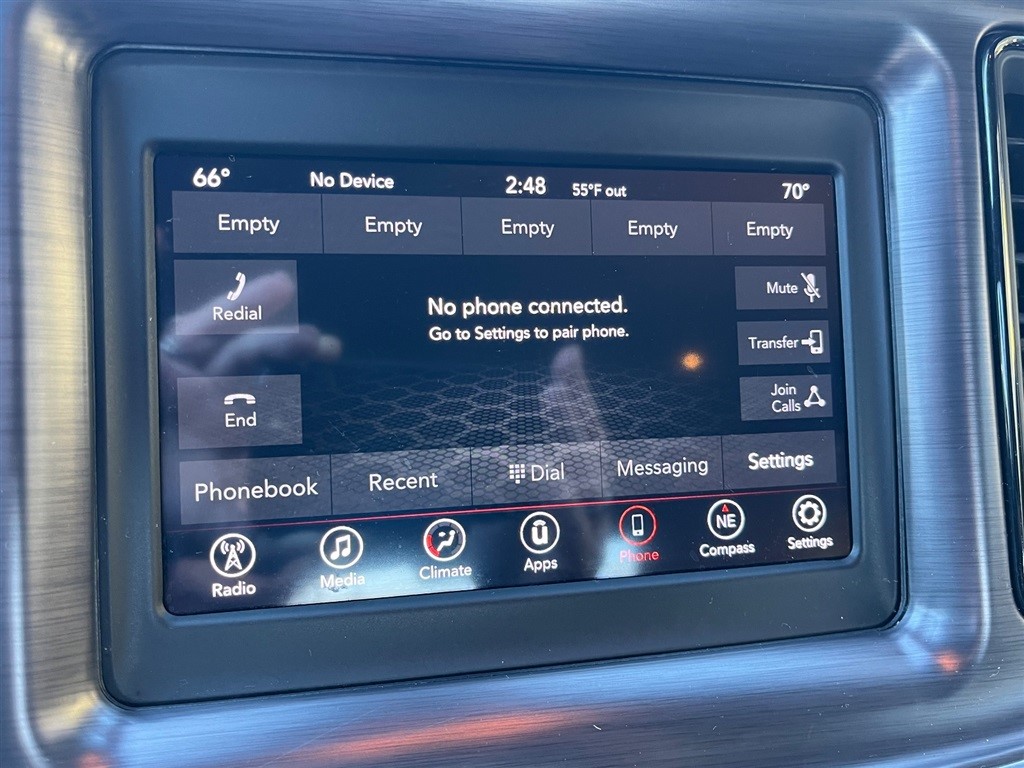 66° No Device 2:48 55°F out 70°
Empty Empty Empty Empty Empty
Redial
No phone connected.
Go to Settings to pair phone.
Mute
Transfer
Join
Calls
End
Phonebook Recent Dial Messaging Settings
NE
Radio Media Climate Apps Phone Compass Settings